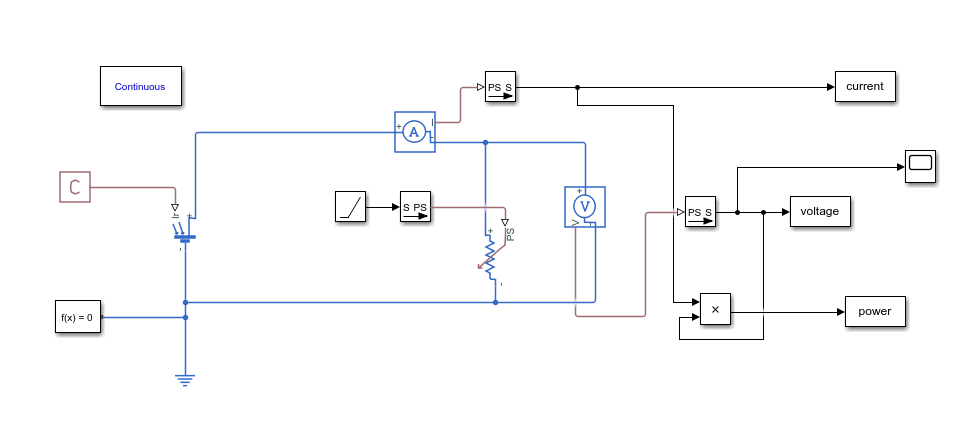 Continuous
PS S
current
A
+
I
-
C
Ir
+
-
S PS
+
PS
-
+
V
V
-
PS S
voltage
f(x) = 0
×
power